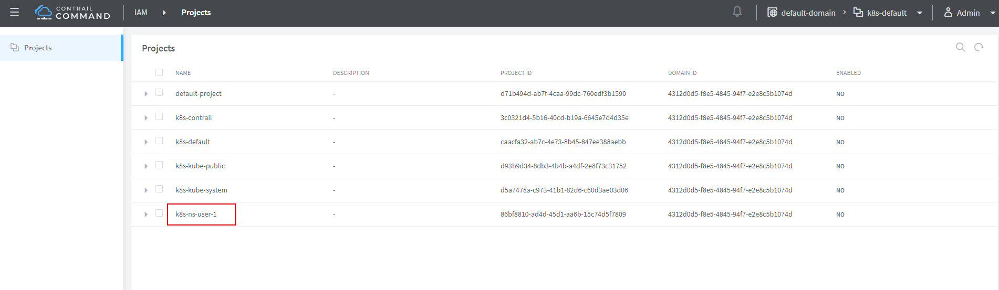 CONTRAIL
COMMAND
IAM Projects
default-domain > k8s-default
Admin
Projects
Projects
NAME DESCRIPTION PROJECT ID DOMAIN ID ENABLED
default-project - d71b494d-ab7f-4caa-99dc-760edf3b1590 4312d0d5-f8e5-4845-94f7-e2e8c5b1074d NO
k8s-contrail - 3c0321d4-5b16-40cd-b19a-6645e7d4d35e 4312d0d5-f8e5-4845-94f7-e2e8c5b1074d NO
k8s-default - caacfa32-ab7c-4e73-8b45-847ee388aebb 4312d0d5-f8e5-4845-94f7-e2e8c5b1074d NO
k8s-kube-public - d93b9d34-8db3-4b4b-a4df-2e8f73c31752 4312d0d5-f8e5-4845-94f7-e2e8c5b1074d NO
k8s-kube-system - d5a7478a-c973-41b1-82d6-c60d3ae03d06 4312d0d5-f8e5-4845-94f7-e2e8c5b1074d NO
k8s-ns-user-1 - 86bf8810-ad4d-45d1-aa6b-15c74d5f7809 4312d0d5-f8e5-4845-94f7-e2e8c5b1074d NO